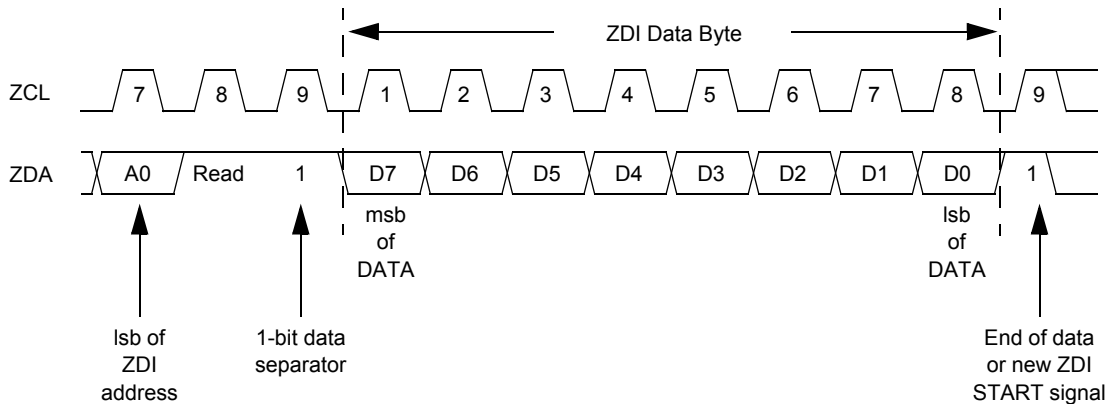 ZDI Data Byte
ZCL 7 8 9 1 2 3 4 5 6 7 8 9
ZDA A0 Read 1 D7 D6 D5 D4 D3 D2 D1 D0 1
msb
of
DATA
lsb
of
DATA
lsb of
ZDI
address
1-bit data
separator
End of data
or new ZDI
START signal